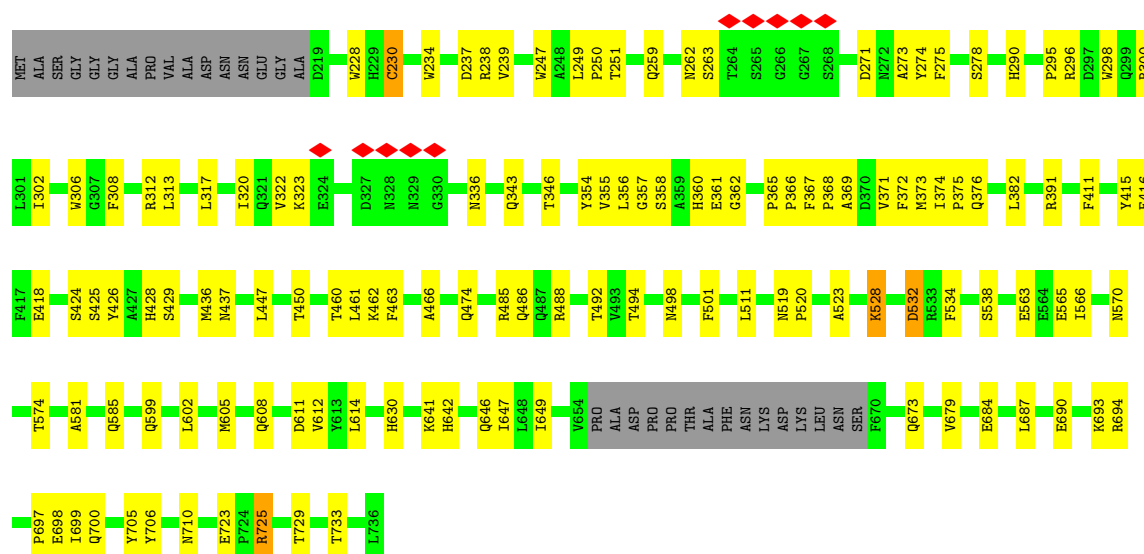 MET ALA SER GLY GLY GLY ALA PRO VAL ALA ASP ASN ASN GLU GLY ALA D219 W228 H229 C230 W234 D237 R238 V239 W247 A248 L249 P250 T251 Q259 N262 S263 T264 S265 G266 G267 S268 D271 N272 A273 Y274 F275 S278 H290 P295 R296 D297 W298 Q299 R300
L301 I302 W306 G307 F308 R312 L313 L317 I320 Q321 V322 K323 E324 D327 N328 N329 G330 N336 Q343 T346 Y354 V355 L356 G357 S358 A359 H360 E361 G362 P365 P366 F367 P368 A369 D370 V371 F372 M373 I374 P375 Q376 L382 R391 F411 Y415 E416
F417 E418 S424 S425 Y426 A427 H428 S429 M436 N437 L447 T450 T460 L461 K462 F463 A466 Q474 R485 Q486 Q487 R488 T492 V493 T494 N498 F501 L511 N519 P520 A523 K528 D532 R533 F534 S538 E563 E564 E565 I566 N570
T574 A581 Q585 Q599 L602 M605 Q608 D611 V612 Y613 L614 H630 K641 H642 Q646 I647 L648 I649 V654 PRO ALA ASP PRO PRO THR ALA PHE ASN LYS ASP LYS LEU ASN SER F670 Q673 V679 E684 L687 E690 K693 R694
P697 E698 I699 Q700 Y705 Y706 N710 E723 P724 R725 T729 T733 L736